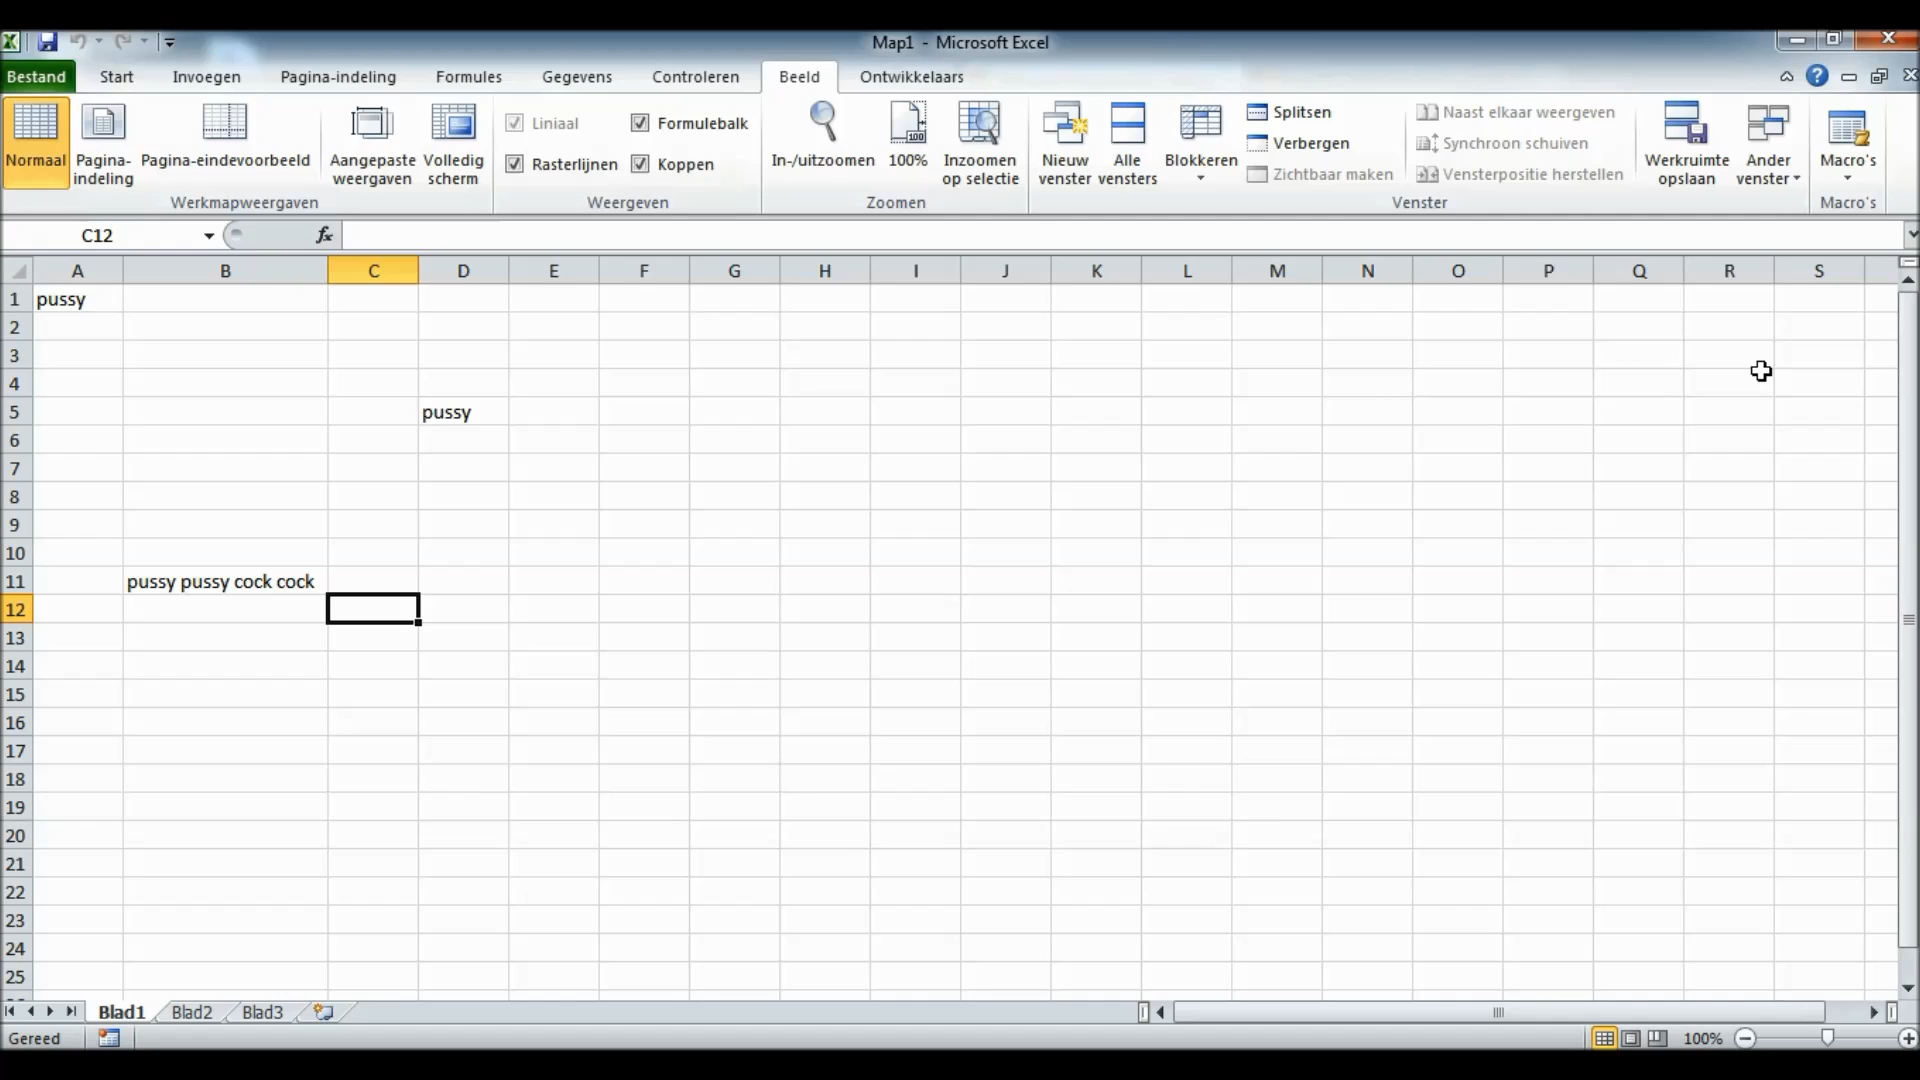 Map1 - Microsoft Excel
Bestand Start Invoegen Pagina-indeling Formules Gegevens Controleren Beeld Ontwikkelaars
Normaal
Pagina-
indeling
Pagina-eindevoorbeeld
Aangepaste
weergaven
Volledig
scherm
Werkmapweergaven
Liniaal
Formulebalk
Rasterlijnen
Koppen
Weergeven
In-/uitzoomen
100
100%
Inzoomen
op selectie
Zoomen
Nieuw
venster
Alle
vensters
Blokkeren
Splitsen
Verbergen
Zichtbaar maken
Naast elkaar weergeven
Synchroon schuiven
Vensterpositie herstellen
Werkruimte
opslaan
Ander
venster
Venster
Macro's
Macro's
C12 fx
A B C D E F G H I J K L M N O P Q R S
1 pussy
2
3
4
5 pussy
6
7
8
9
10
11 pussy pussy cock cock
12
13
14
15
16
17
18
19
20
21
22
23
24
25
Blad1 Blad2 Blad3
Gereed 100%